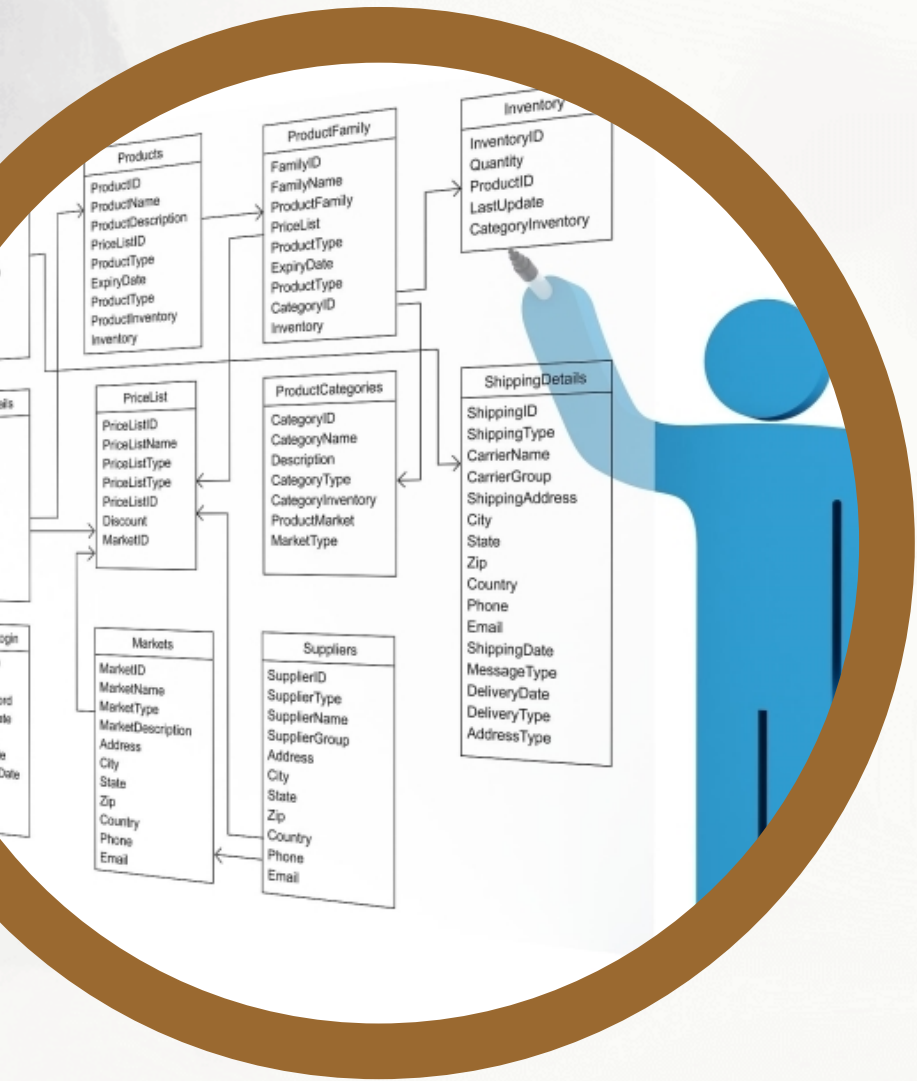 Products
ProductID
ProductName
ProductDescription
PriceListID
ProductType
ExpiryDate
ProductType
ProductInventory
Inventory
ProductFamily
FamilyID
FamilyName
ProductFamily
PriceList
ProductType
ExpiryDate
ProductType
CategoryID
Inventory
Inventory
InventoryID
Quantity
ProductID
LastUpdate
CategoryInventory
PriceList
PriceListID
PriceListName
PriceListType
PriceListType
PriceListID
Discount
MarketID
ProductCategories
CategoryID
CategoryName
Description
CategoryType
CategoryInventory
ProductMarket
MarketType
ShippingDetails
ShippingID
ShippingType
CarrierName
CarrierGroup
ShippingAddress
City
State
Zip
Country
Phone
Email
ShippingDate
MessageType
DeliveryDate
DeliveryType
AddressType
Markets
MarketID
MarketName
MarketType
MarketDescription
Address
City
State
Zip
Country
Phone
Email
Suppliers
SupplierID
SupplierType
SupplierName
SupplierGroup
Address
City
State
Zip
Country
Phone
Email